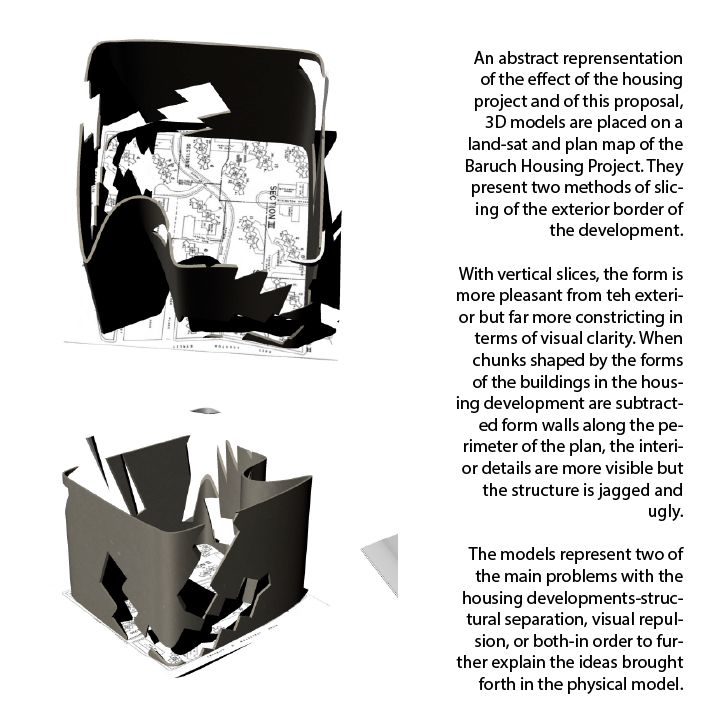 An abstract reprensentation
of the effect of the housing
project and of this proposal,
3D models are placed on a
land-sat and plan map of the
Baruch Housing Project. They
present two methods of slic-
ing of the exterior border of
the development.
With vertical slices, the form is
more pleasant from teh exteri-
or but far more constricting in
terms of visual clarity. When
chunks shaped by the forms
of the buildings in the hous-
ing development are subtract-
ed form walls along the pe-
rimeter of the plan, the interi-
or details are more visible but
the structure is jagged and
ugly.
The models represent two of
the main problems with the
housing developments-struc-
tural separation, visual repul-
sion, or both-in order to fur-
ther explain the ideas brought
forth in the physical model.
SECTION II